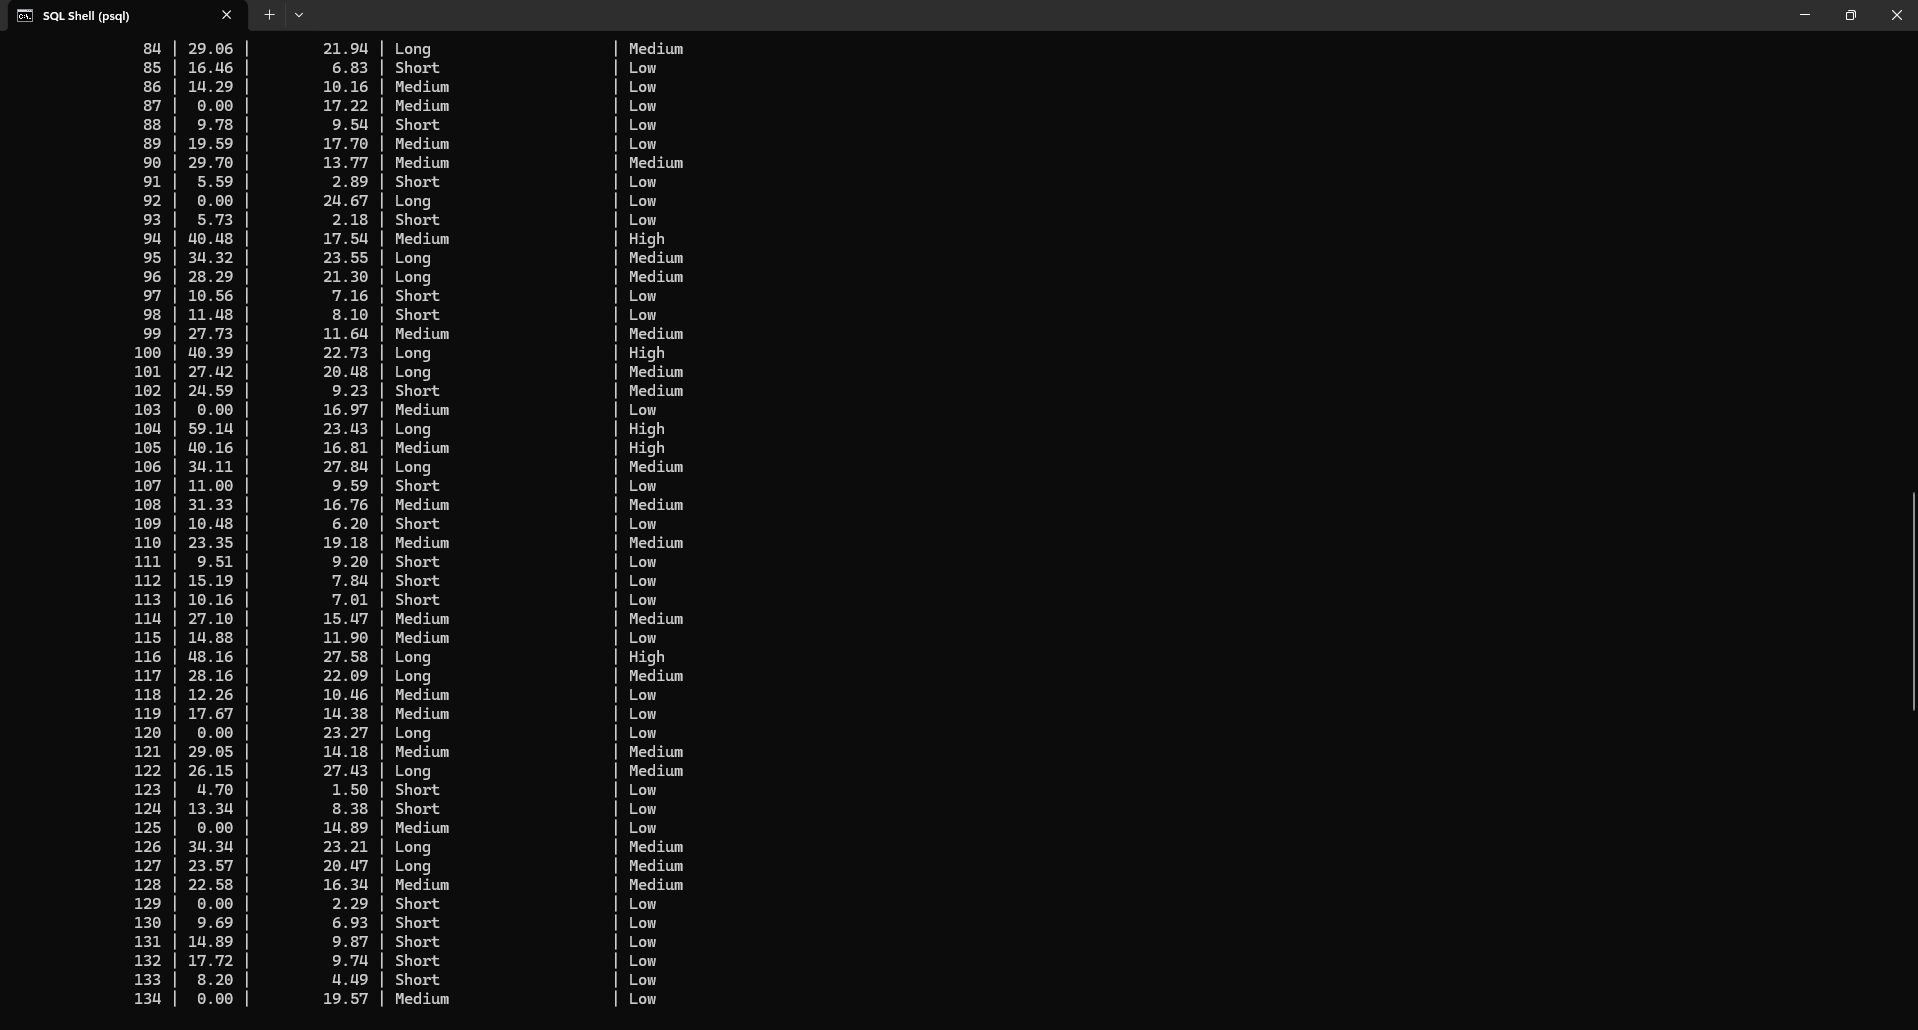 SQL Shell (psql)
84 | 29.06 | 21.94 | Long | Medium
85 | 16.46 | 6.83 | Short | Low
86 | 14.29 | 10.16 | Medium | Low
87 | 0.00 | 17.22 | Medium | Low
88 | 9.78 | 9.54 | Short | Low
89 | 19.59 | 17.70 | Medium | Low
90 | 29.70 | 13.77 | Medium | Medium
91 | 5.59 | 2.89 | Short | Low
92 | 0.00 | 24.67 | Long | Low
93 | 5.73 | 2.18 | Short | Low
94 | 40.48 | 17.54 | Medium | High
95 | 34.32 | 23.55 | Long | Medium
96 | 28.29 | 21.30 | Long | Medium
97 | 10.56 | 7.16 | Short | Low
98 | 11.48 | 8.10 | Short | Low
99 | 27.73 | 11.64 | Medium | Medium
100 | 40.39 | 22.73 | Long | High
101 | 27.42 | 20.48 | Long | Medium
102 | 24.59 | 9.23 | Short | Medium
103 | 0.00 | 16.97 | Medium | Low
104 | 59.14 | 23.43 | Long | High
105 | 40.16 | 16.81 | Medium | High
106 | 34.11 | 27.84 | Long | Medium
107 | 11.00 | 9.59 | Short | Low
108 | 31.33 | 16.76 | Medium | Medium
109 | 10.48 | 6.20 | Short | Low
110 | 23.35 | 19.18 | Medium | Medium
111 | 9.51 | 9.20 | Short | Low
112 | 15.19 | 7.84 | Short | Low
113 | 10.16 | 7.01 | Short | Low
114 | 27.10 | 15.47 | Medium | Medium
115 | 14.88 | 11.90 | Medium | Low
116 | 48.16 | 27.58 | Long | High
117 | 28.16 | 22.09 | Long | Medium
118 | 12.26 | 10.46 | Medium | Low
119 | 17.67 | 14.38 | Medium | Low
120 | 0.00 | 23.27 | Long | Low
121 | 29.05 | 14.18 | Medium | Medium
122 | 26.15 | 27.43 | Long | Medium
123 | 4.70 | 1.50 | Short | Low
124 | 13.34 | 8.38 | Short | Low
125 | 0.00 | 14.89 | Medium | Low
126 | 34.34 | 23.21 | Long | Medium
127 | 23.57 | 20.47 | Long | Medium
128 | 22.58 | 16.34 | Medium | Medium
129 | 0.00 | 2.29 | Short | Low
130 | 9.69 | 6.93 | Short | Low
131 | 14.89 | 9.87 | Short | Low
132 | 17.72 | 9.74 | Short | Low
133 | 8.20 | 4.49 | Short | Low
134 | 0.00 | 19.57 | Medium | Low